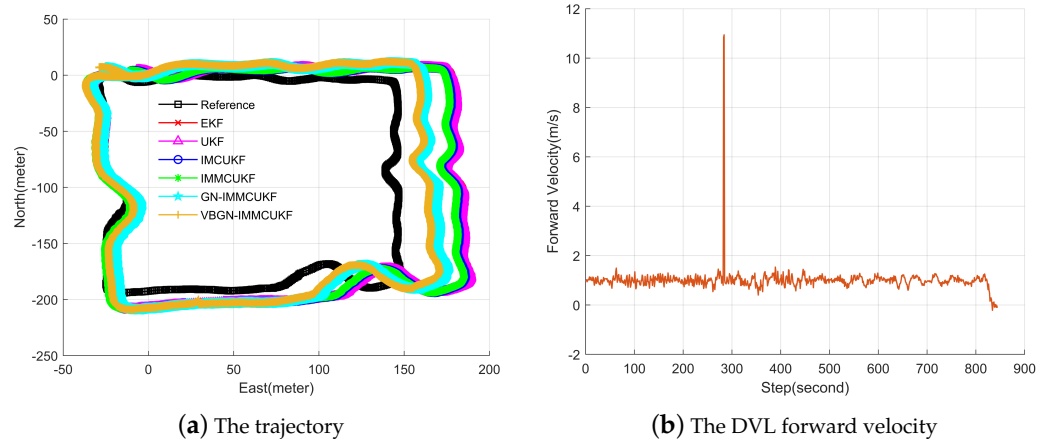 50
0
-50
-100
-150
-200
-250
North(meter)
-50
0
50
100
150
200
East(meter)
Reference
EKF
UKF
IMCUKF
IMMCUKF
GN-IMMCUKF
VBGN-IMMCUKF
(a) The trajectory
12
10
8
6
4
2
0
-2
Forward Velocity(m/s)
0
100
200
300
400
500
600
700
800
900
Step(second)
(b) The DVL forward velocity